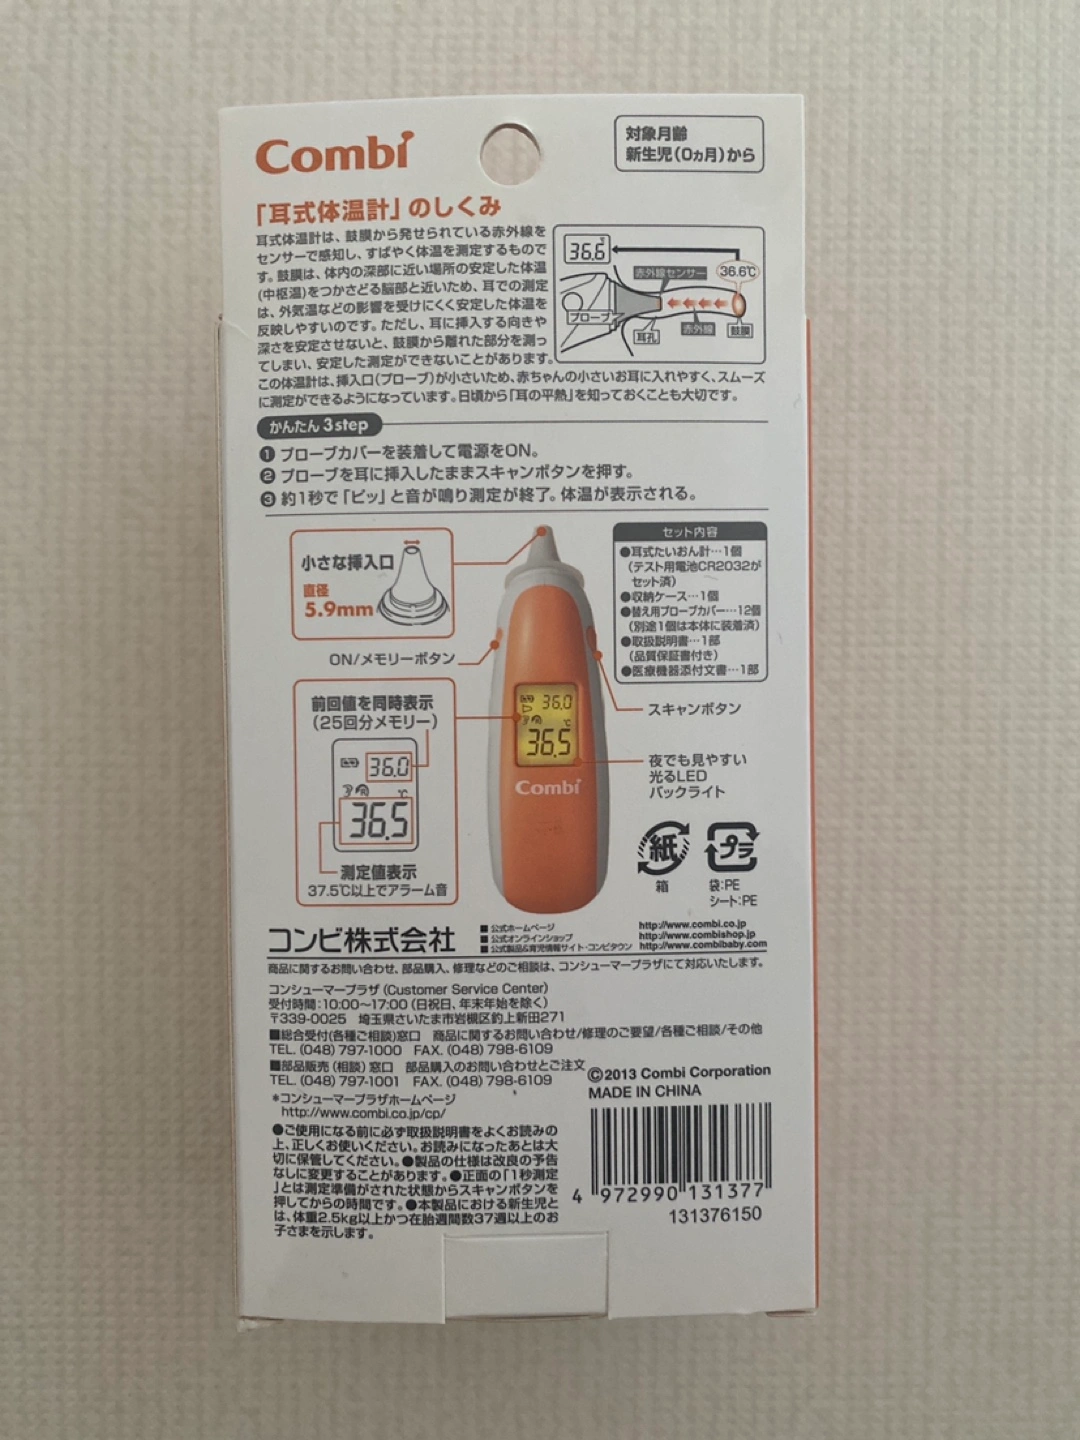 Combi
対象月齢
新生児(0ヵ月)から
「耳式体温計」のしくみ
耳式体温計は、鼓膜から発せられている赤外線を
センサーで感知し、すばやく体温を測定するもので
す。鼓膜は、体内の深部に近い場所の安定した体温
(中枢温)をつかさどる脳部と近いため、耳での測定
は、外気温などの影響を受けにくく安定した体温を
反映しやすいのです。ただし、耳に挿入する向きや
深さを安定させないと、鼓膜から離れた部分を測っ
てしまい、安定した測定ができないことがあります。
この体温計は、挿入口(プローブ)が小さいため、赤ちゃんの小さいお耳に入れやすく、スムーズ
に測定ができるようになっています。日頃から「耳の平熱」を知っておくことも大切です。
36.6
赤外線センサー
36.6℃
プローブ
耳孔
赤外線
鼓膜
かんたん 3step
❶ プローブカバーを装着して電源をON。
❷ プローブを耳に挿入したままスキャンボタンを押す。
❸ 約1秒で「ピッ」と音が鳴り測定が終了。体温が表示される。
小さな挿入口
直径
5.9mm
ON/メモリーボタン
前回値を同時表示
(25回分メモリー)
36.0
℃
36.5
測定値表示
37.5℃以上でアラーム音
36.0
℃
36.5
Combi
セット内容
●耳式たいおん計…1個
(テスト用電池CR2032が
セット済)
●収納ケース…1個
●替え用プローブカバー…12個
(別途1個は本体に装着済)
●取扱説明書…1部
(品質保証書付き)
●医療機器添付文書…1部
スキャンボタン
夜でも見やすい
光るLED
バックライト
紙
箱
プラ
袋:PE
シート:PE
コンビ株式会社
■ 公式ホームページ http://www.combi.co.jp
■ 公式オンラインショップ http://www.combishop.jp
■ 公式製品&育児情報サイト・コンビタウン http://www.combibaby.com
商品に関するお問い合わせ、部品購入、修理などのご相談は、コンシューマープラザにて対応いたします。
コンシューマープラザ (Customer Service Center)
受付時間:10:00~17:00 (日祝日、年末年始を除く)
〒339-0025 埼玉県さいたま市岩槻区釣上新田271
■総合受付(各種ご相談)窓口 商品に関するお問い合わせ/修理のご要望/各種ご相談/その他
TEL. (048) 797-1000 FAX. (048) 798-6109
■部品販売 (相談) 窓口 部品購入のお問い合わせとご注文
TEL. (048) 797-1001 FAX. (048) 798-6109
*コンシューマープラザホームページ
http://www.combi.co.jp/cp/
©2013 Combi Corporation
MADE IN CHINA
●ご使用になる前に必ず取扱説明書をよくお読みの
上、正しくお使いください。お読みになったあとは大
切に保管してください。●製品の仕様は改良の予告
なしに変更することがあります。●正面の「1秒測定
」とは測定準備がされた状態からスキャンボタンを
押してからの時間です。●本製品における新生児と
は、体重2.5kg以上かつ在胎週間数37週以上のお
子さまを示します。
4 972990 131377
131376150